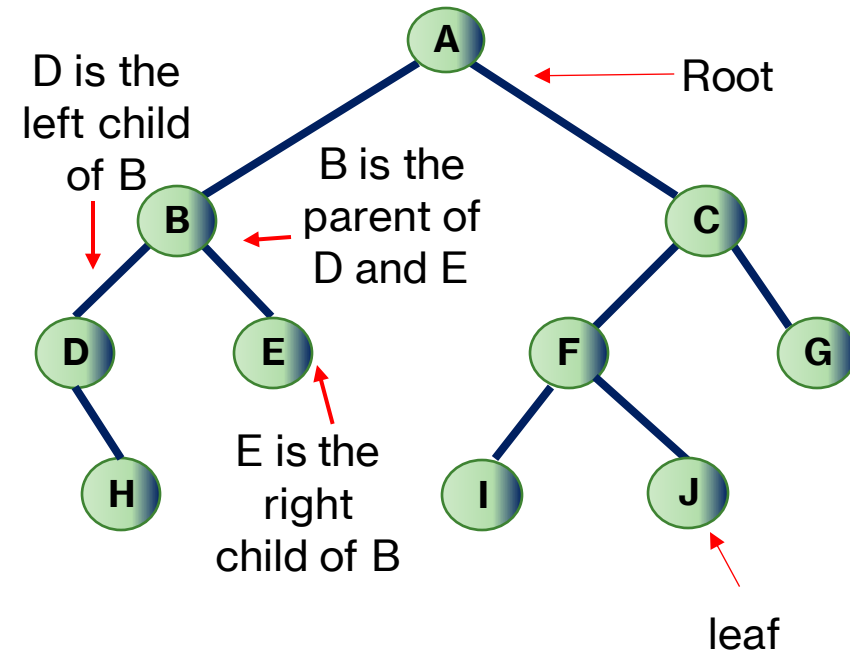 A
D is the
left child
of B
Root
B is the
parent of
D and E
B
C
D
E
F
G
E is the
right
child of B
H
I
J
leaf